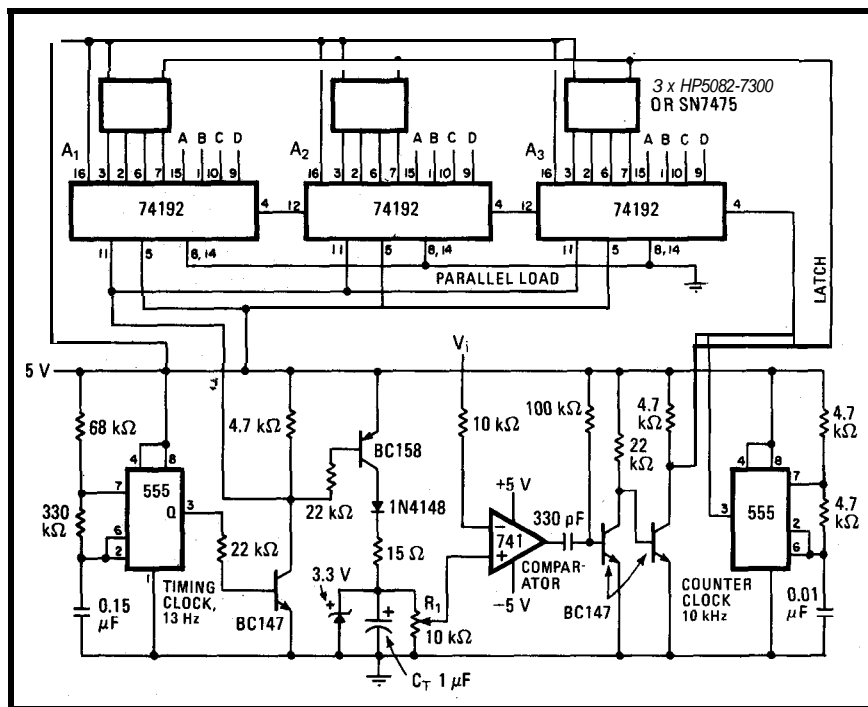 3 x HP5082-7300
OR SN7475
A B C D
A B C D
A B C D
A1
16 3 2 6 7 15 1 10 9
A2
16 3 2 6 7 15 1 10 9
A3
16 3 2 6 7 15 1 10 9
74192
4
12
74192
4
12
74192
4
11
5
8, 14
11
5
8, 14
11
5
8, 14
PARALLEL LOAD
LATCH
5 V
Vi
68 kΩ
4.7 kΩ
BC158
10 kΩ
100 kΩ
22 kΩ
4.7 kΩ
4.7 kΩ
4 8
7
555
Q
3
6
2
1
330 kΩ
22 kΩ
22 kΩ
1N4148
15 Ω
+5 V
−
741
+
−5 V
COMPARATOR
330 pF
4 8
3
555
7
2
6
4.7 kΩ
0.15 μF
TIMING CLOCK, 13 Hz
BC147
3.3 V
+
+
R1
10 kΩ
CT 1 μF
BC147
COUNTER CLOCK 10 kHz
0.01 μF